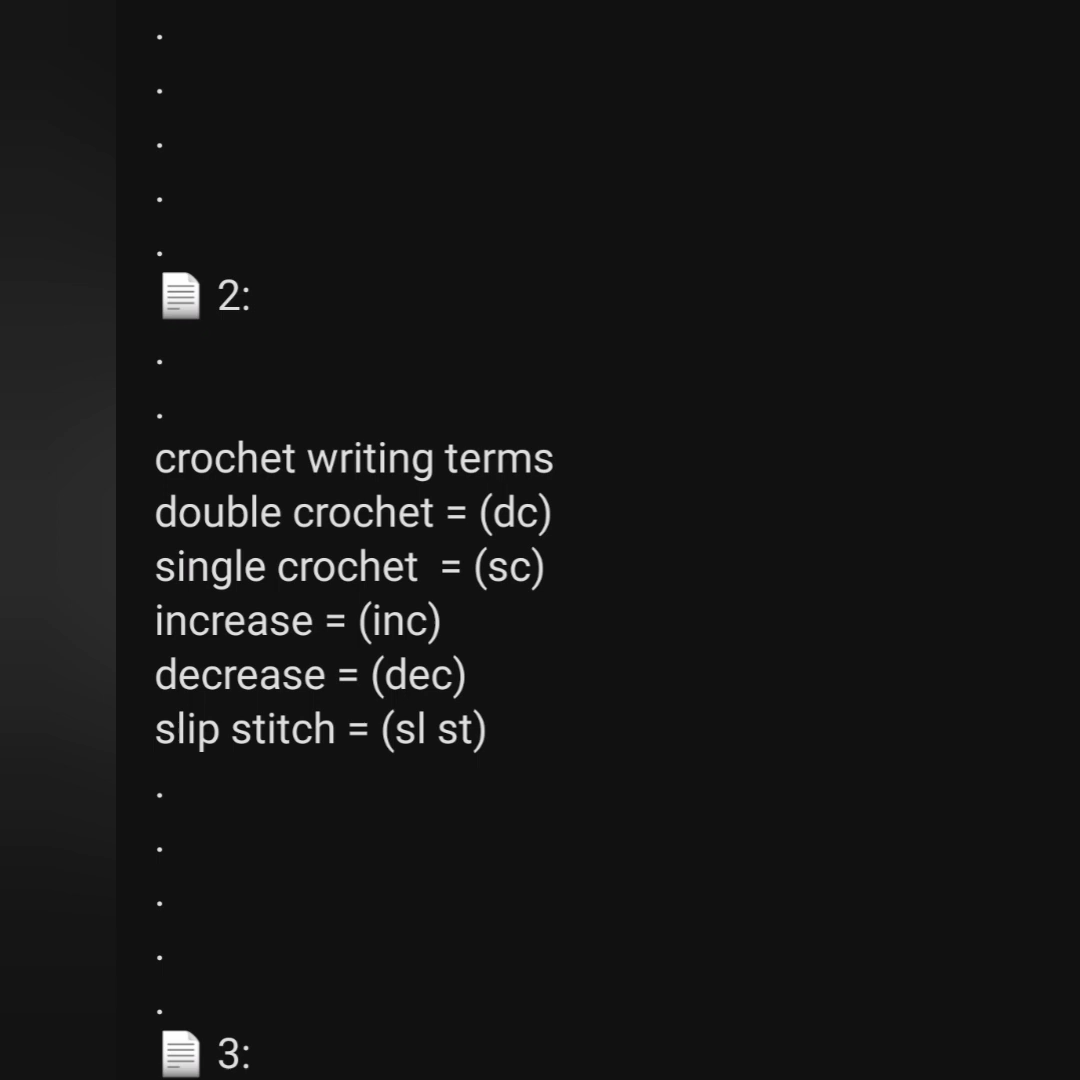 .
.
.
.
.
📄 2:
.
.
crochet writing terms
double crochet = (dc)
single crochet  = (sc)
increase = (inc)
decrease = (dec)
slip stitch = (sl st)
.
.
.
.
.
📄 3: